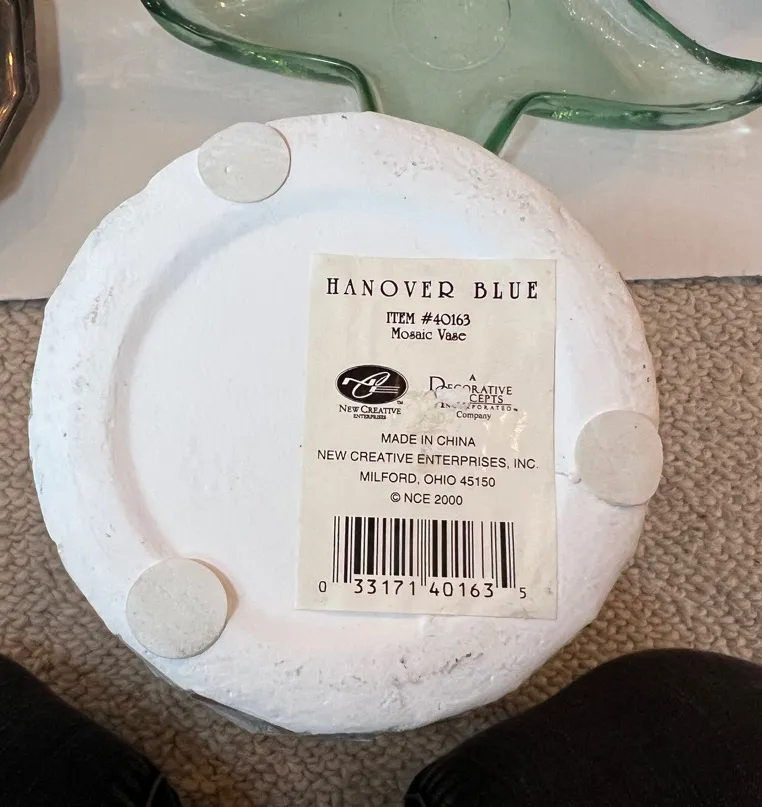 HANOVER BLUE
ITEM #40163
Mosaic Vase
NEW CREATIVE
ENTERPRISES
A
DECORATIVE
CEPTS
Company
MADE IN CHINA
NEW CREATIVE ENTERPRISES, INC.
MILFORD, OHIO 45150
© NCE 2000
0 33171 40163 5